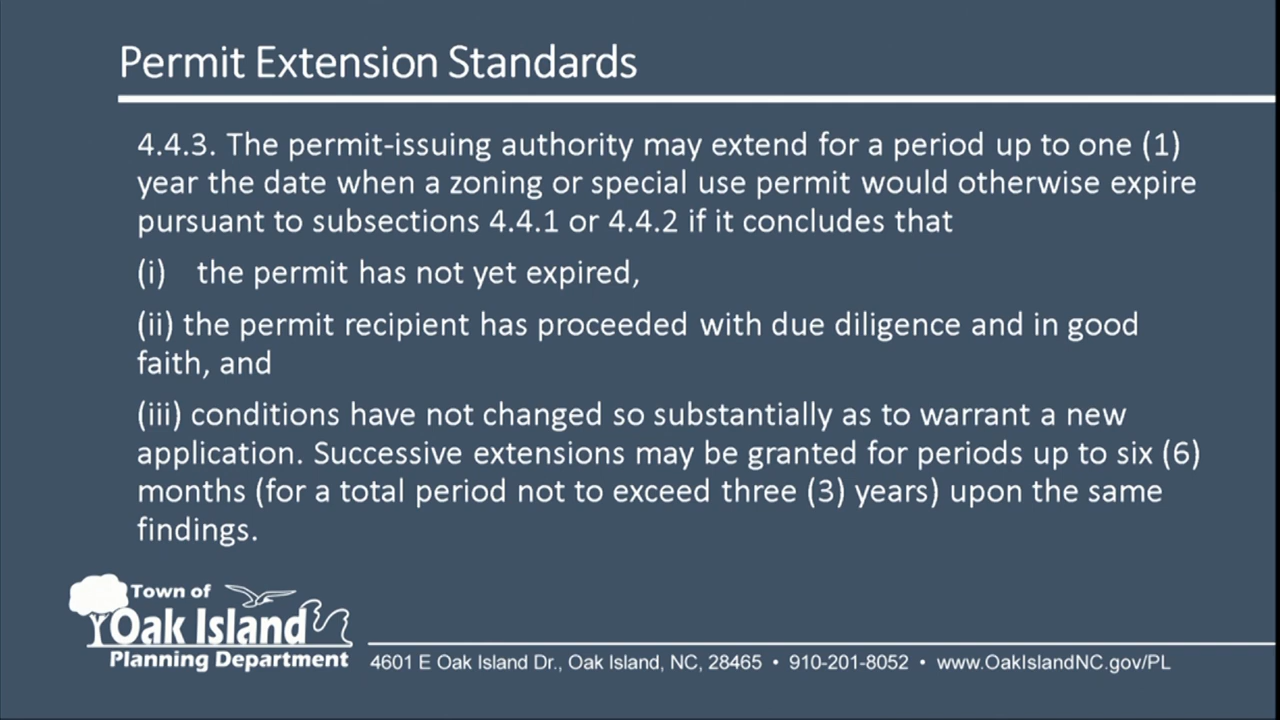 Permit Extension Standards
4.4.3. The permit-issuing authority may extend for a period up to one (1)
year the date when a zoning or special use permit would otherwise expire
pursuant to subsections 4.4.1 or 4.4.2 if it concludes that
(i) the permit has not yet expired,
(ii) the permit recipient has proceeded with due diligence and in good
faith, and
(iii) conditions have not changed so substantially as to warrant a new
application. Successive extensions may be granted for periods up to six (6)
months (for a total period not to exceed three (3) years) upon the same
findings.
Town of
Oak Island
Planning Department
4601 E Oak Island Dr., Oak Island, NC, 28465 • 910-201-8052 • www.OakIslandNC.gov/PL